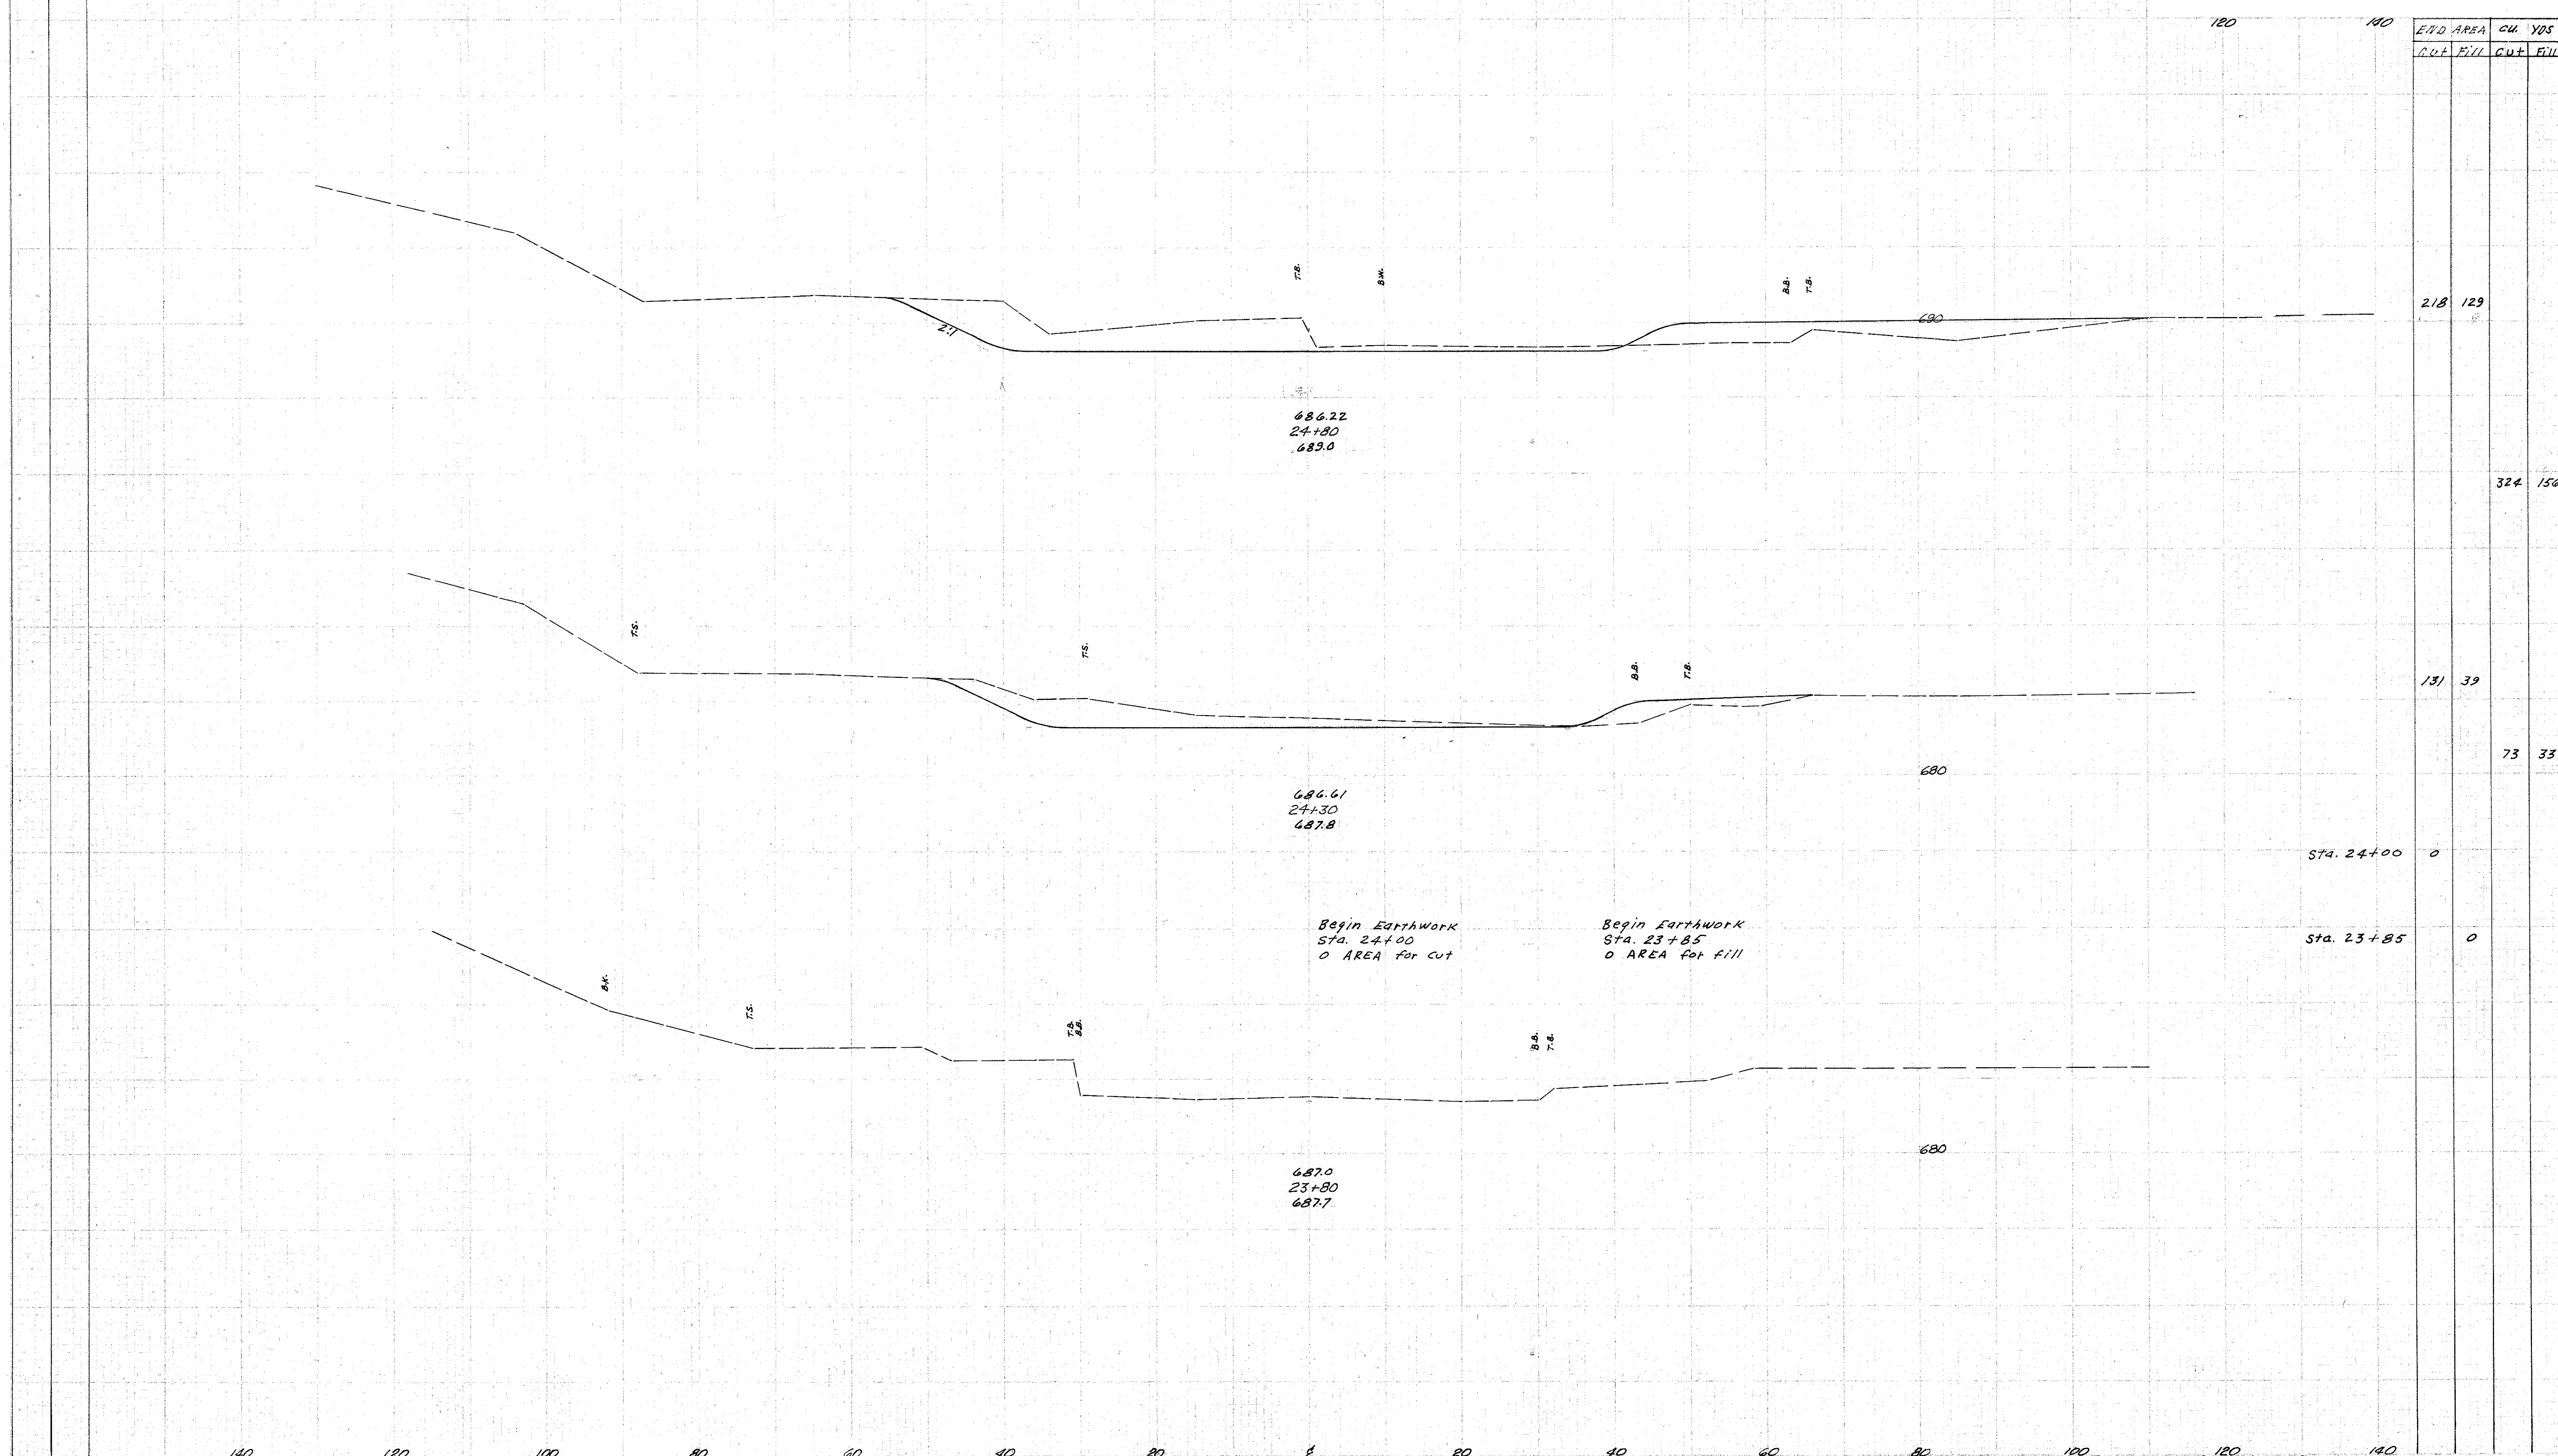 120 140
END AREA CU. YDS
Cut Fill Cut Fill
T.B.
B.W.
B.B.
T.B.
218 129
690
2:1
686.22
24+80
689.0
324 156
T.S.
T.S.
B.B.
T.B.
131 39
73 33
680
686.61
24+30
687.8
Sta. 24+00 0
Begin Earthwork
Sta. 24+00
0 AREA for cut
Begin Earthwork
Sta. 23+85
0 AREA for fill
Sta. 23+85 0
B.K.
T.S.
T.B.
B.B.
B.B.
T.B.
680
687.0
23+80
687.7
140 120 100 80 60 40 20 ℄ 20 40 60 80 100 120 140